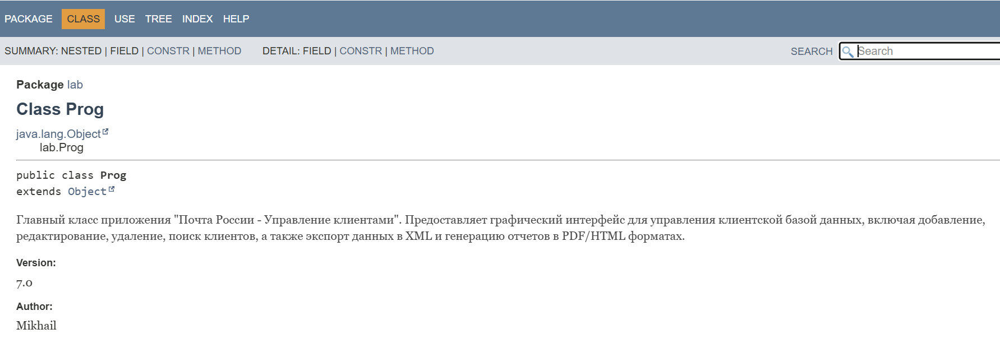 PACKAGE CLASS USE TREE INDEX HELP
SUMMARY: NESTED | FIELD | CONSTR | METHOD DETAIL: FIELD | CONSTR | METHOD SEARCH Search
Package lab
Class Prog
java.lang.Object
lab.Prog
public class Prog
extends Object
Главный класс приложения "Почта России - Управление клиентами". Предоставляет графический интерфейс для управления клиентской базой данных, включая добавление,
редактирование, удаление, поиск клиентов, а также экспорт данных в XML и генерацию отчетов в PDF/HTML форматах.
Version:
7.0
Author:
Mikhail